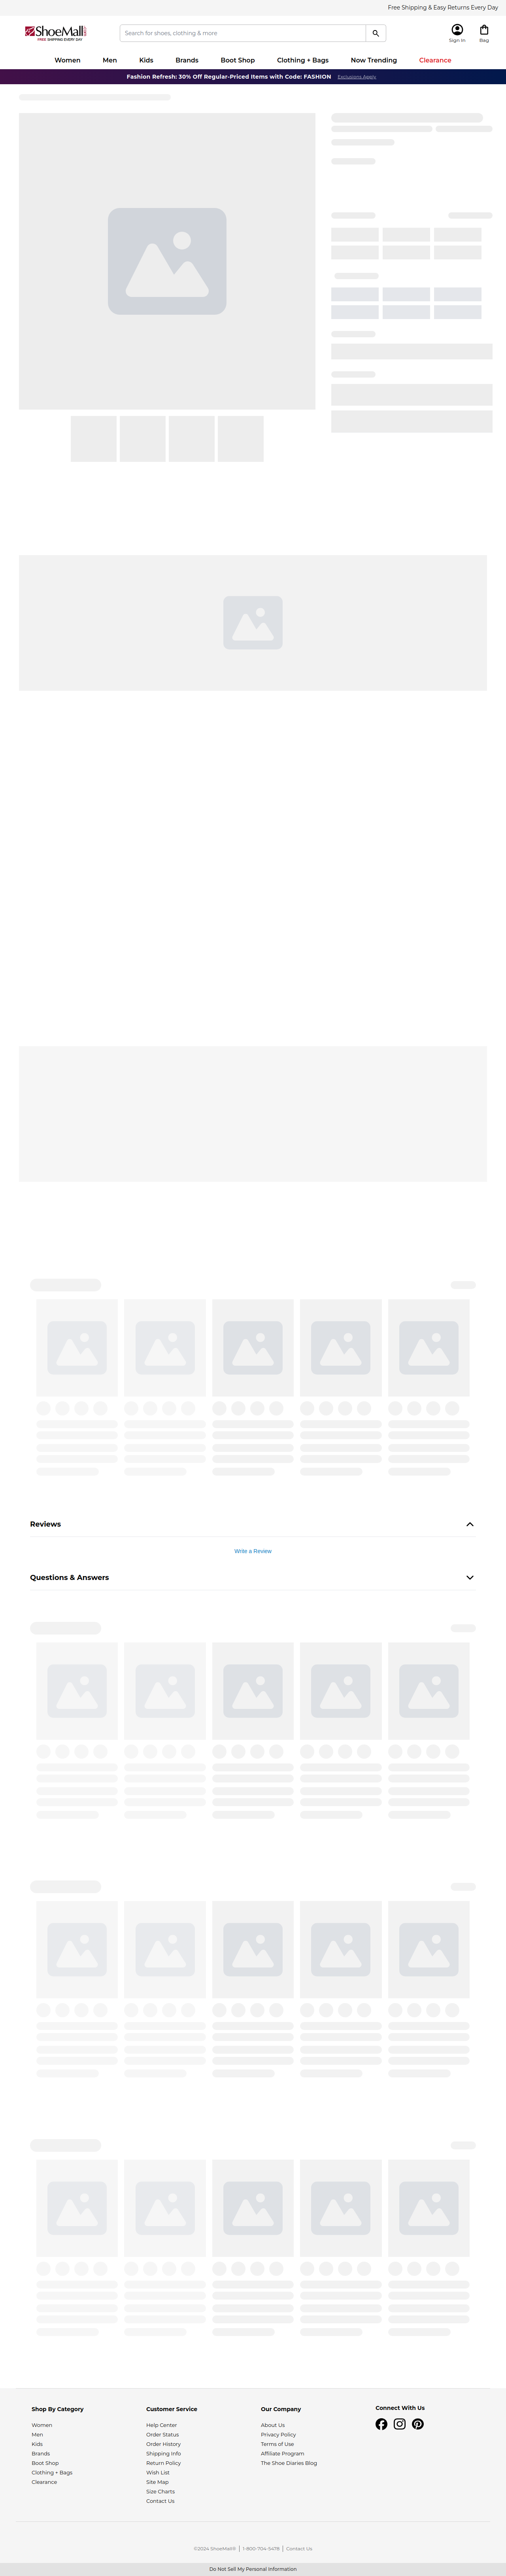 Free Shipping & Easy Returns Every Day
ShoeMall
FREE SHIPPING EVERY DAY
Search for shoes, clothing & more
Sign In
Bag
Women
Men
Kids
Brands
Boot Shop
Clothing + Bags
Now Trending
Clearance
Fashion Refresh: 30% Off Regular-Priced Items with Code: FASHION
Exclusions Apply
Reviews
Write a Review
Questions & Answers
Shop By Category
Women
Men
Kids
Brands
Boot Shop
Clothing + Bags
Clearance
Customer Service
Help Center
Order Status
Order History
Shipping Info
Return Policy
Wish List
Site Map
Size Charts
Contact Us
Our Company
About Us
Privacy Policy
Terms of Use
Affiliate Program
The Shoe Diaries Blog
Connect With Us
©2024 ShoeMall®
1-800-704-5478
Contact Us
Do Not Sell My Personal Information